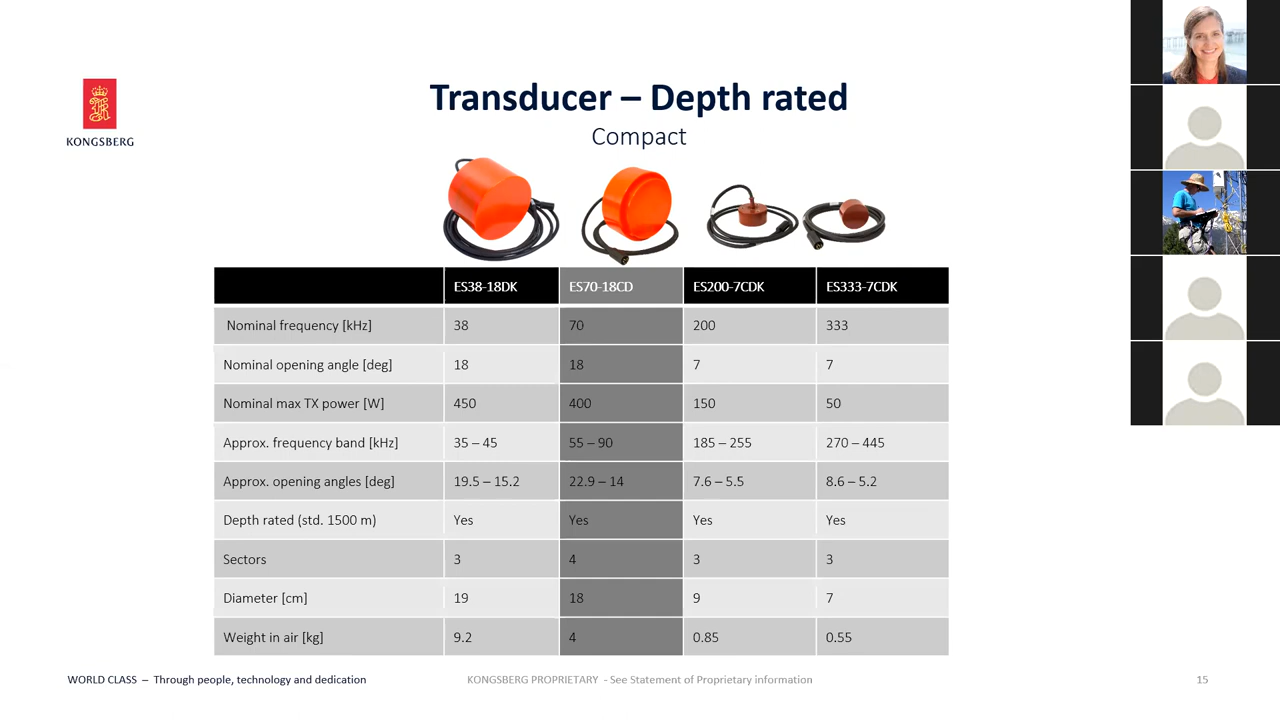 Transducer – Depth rated
Compact
KONGSBERG
ES38-18DK ES70-18CD ES200-7CDK ES333-7CDK
Nominal frequency [kHz] 38 70 200 333
Nominal opening angle [deg] 18 18 7 7
Nominal max TX power [W] 450 400 150 50
Approx. frequency band [kHz] 35 – 45 55 – 90 185 – 255 270 – 445
Approx. opening angles [deg] 19.5 – 15.2 22.9 – 14 7.6 – 5.5 8.6 – 5.2
Depth rated (std. 1500 m) Yes Yes Yes Yes
Sectors 3 4 3 3
Diameter [cm] 19 18 9 7
Weight in air [kg] 9.2 4 0.85 0.55
WORLD CLASS – Through people, technology and dedication KONGSBERG PROPRIETARY - See Statement of Proprietary information 15